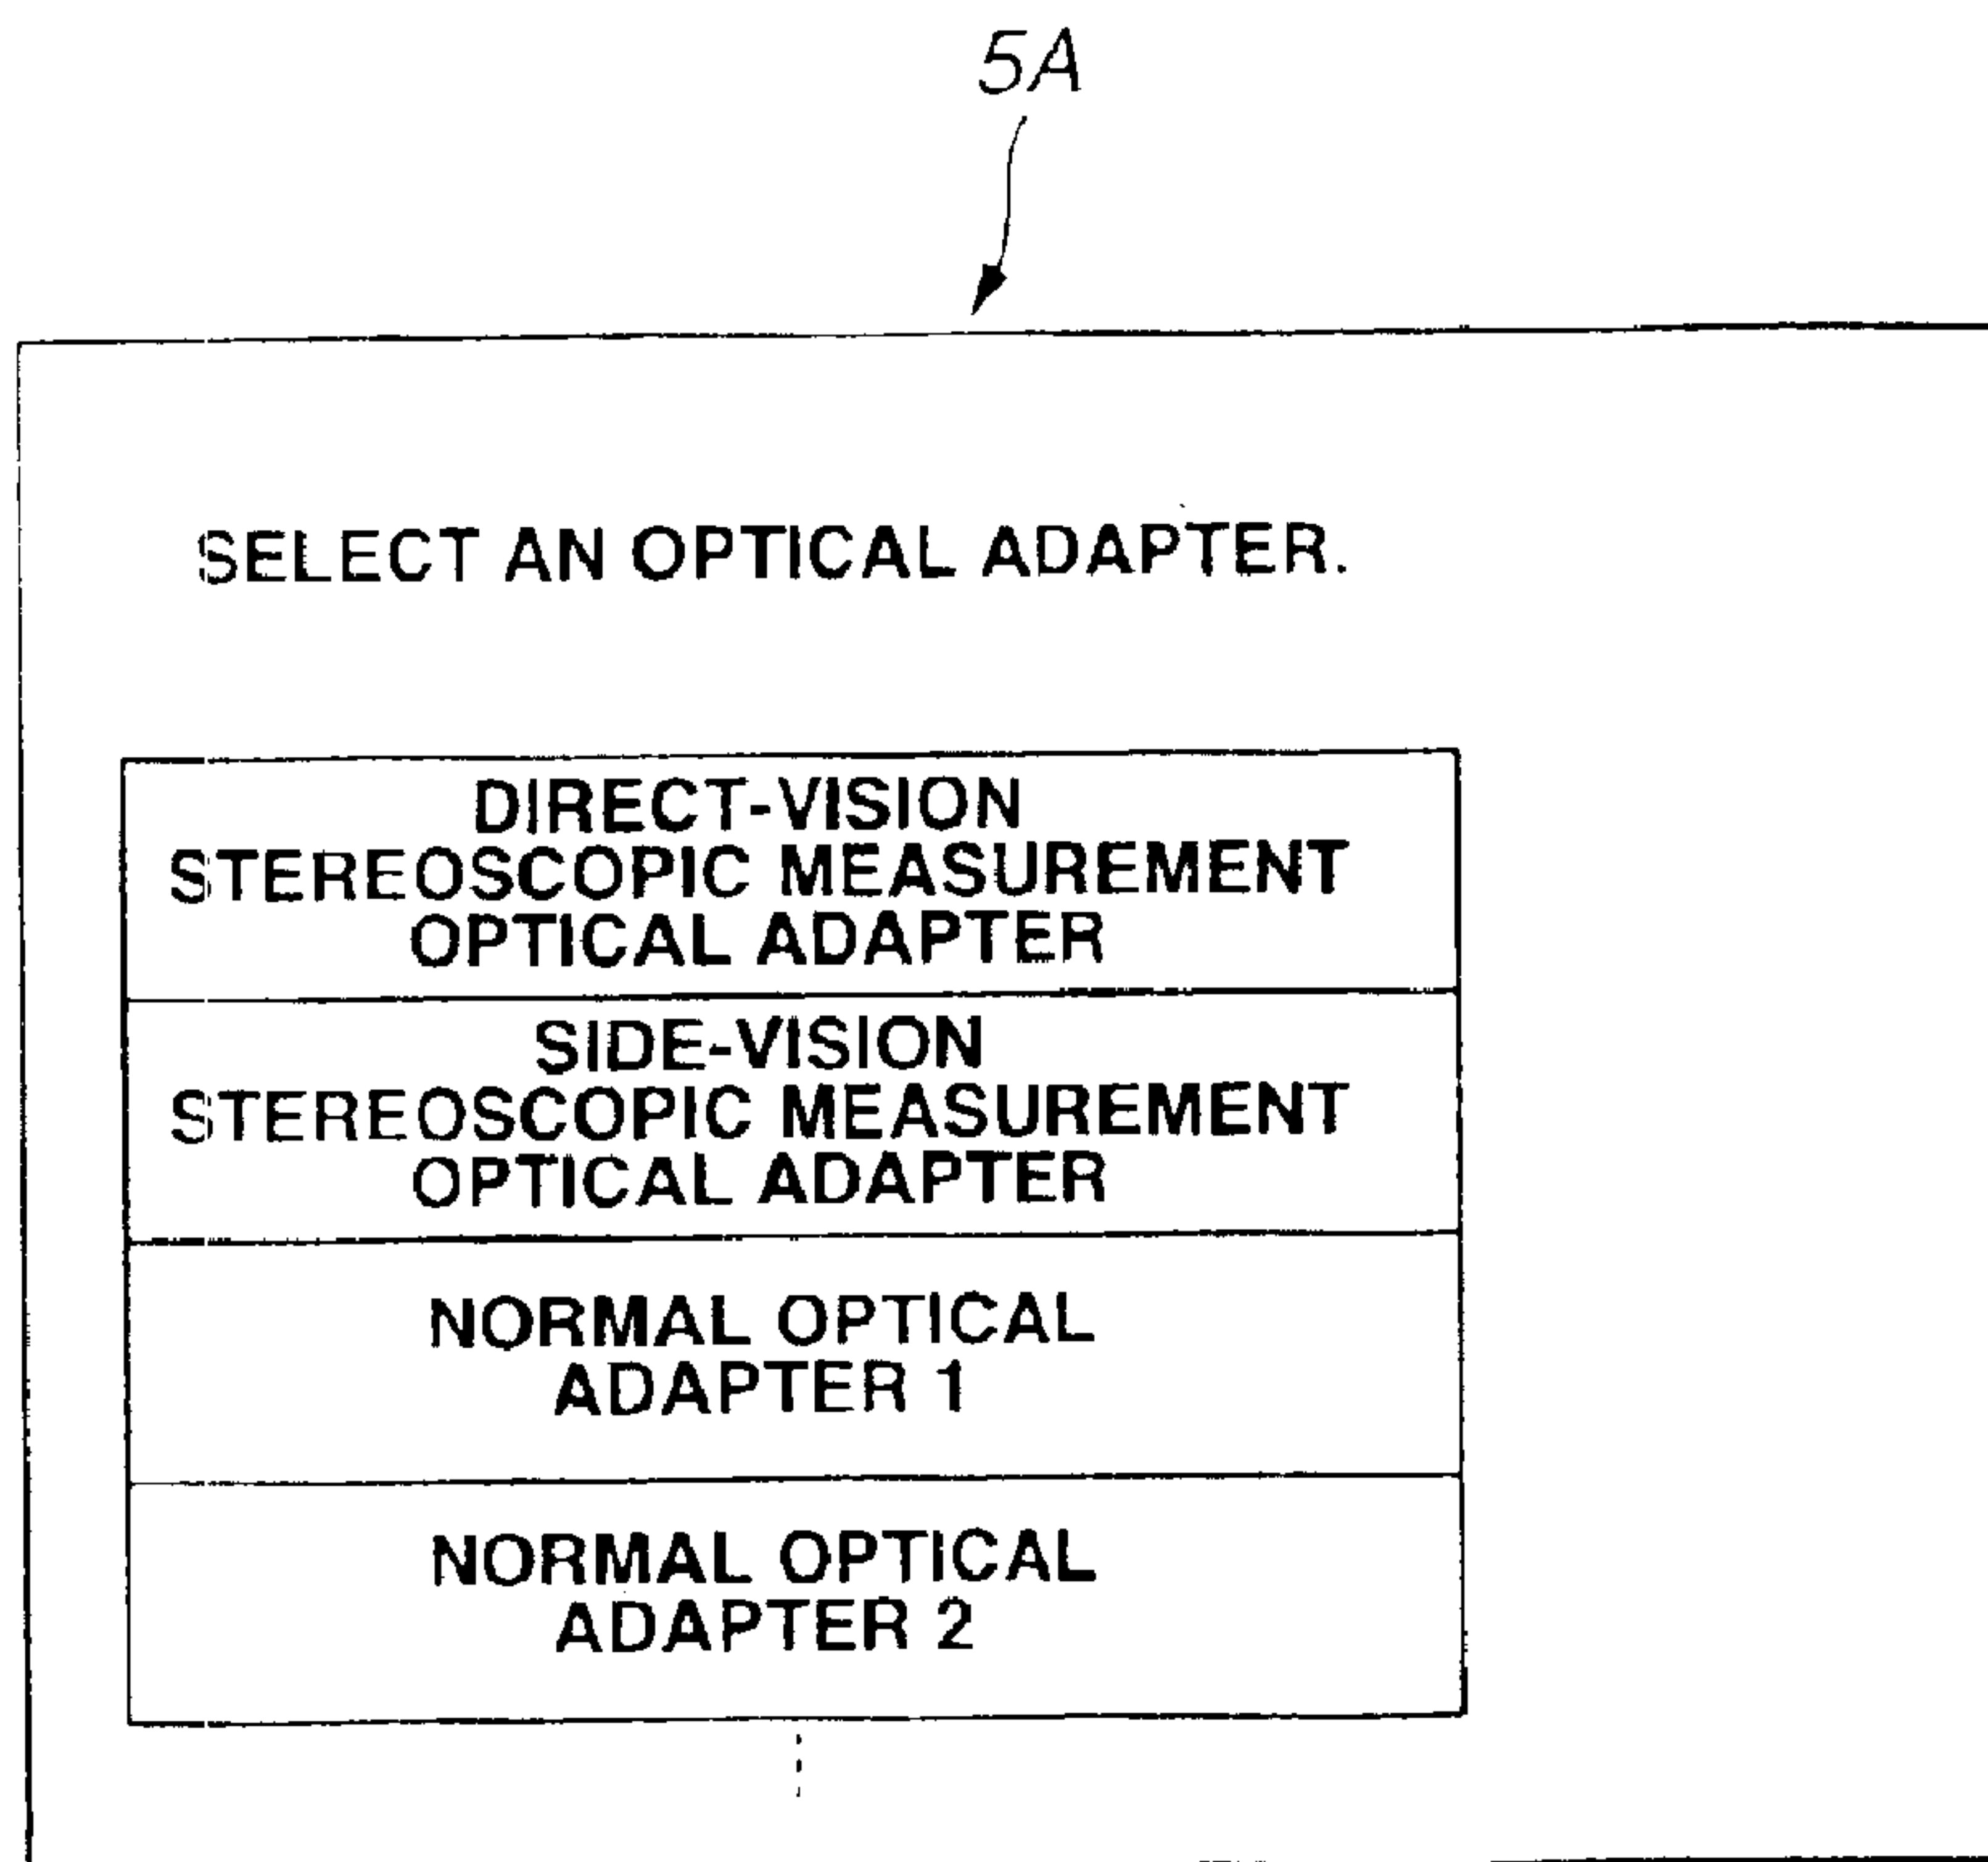 5A
SELECT AN OPTICAL ADAPTER.
DIRECT-VISION
STEREOSCOPIC MEASUREMENT
OPTICAL ADAPTER
SIDE-VISION
STEREOSCOPIC MEASUREMENT
OPTICAL ADAPTER
NORMAL OPTICAL
ADAPTER 1
NORMAL OPTICAL
ADAPTER 2